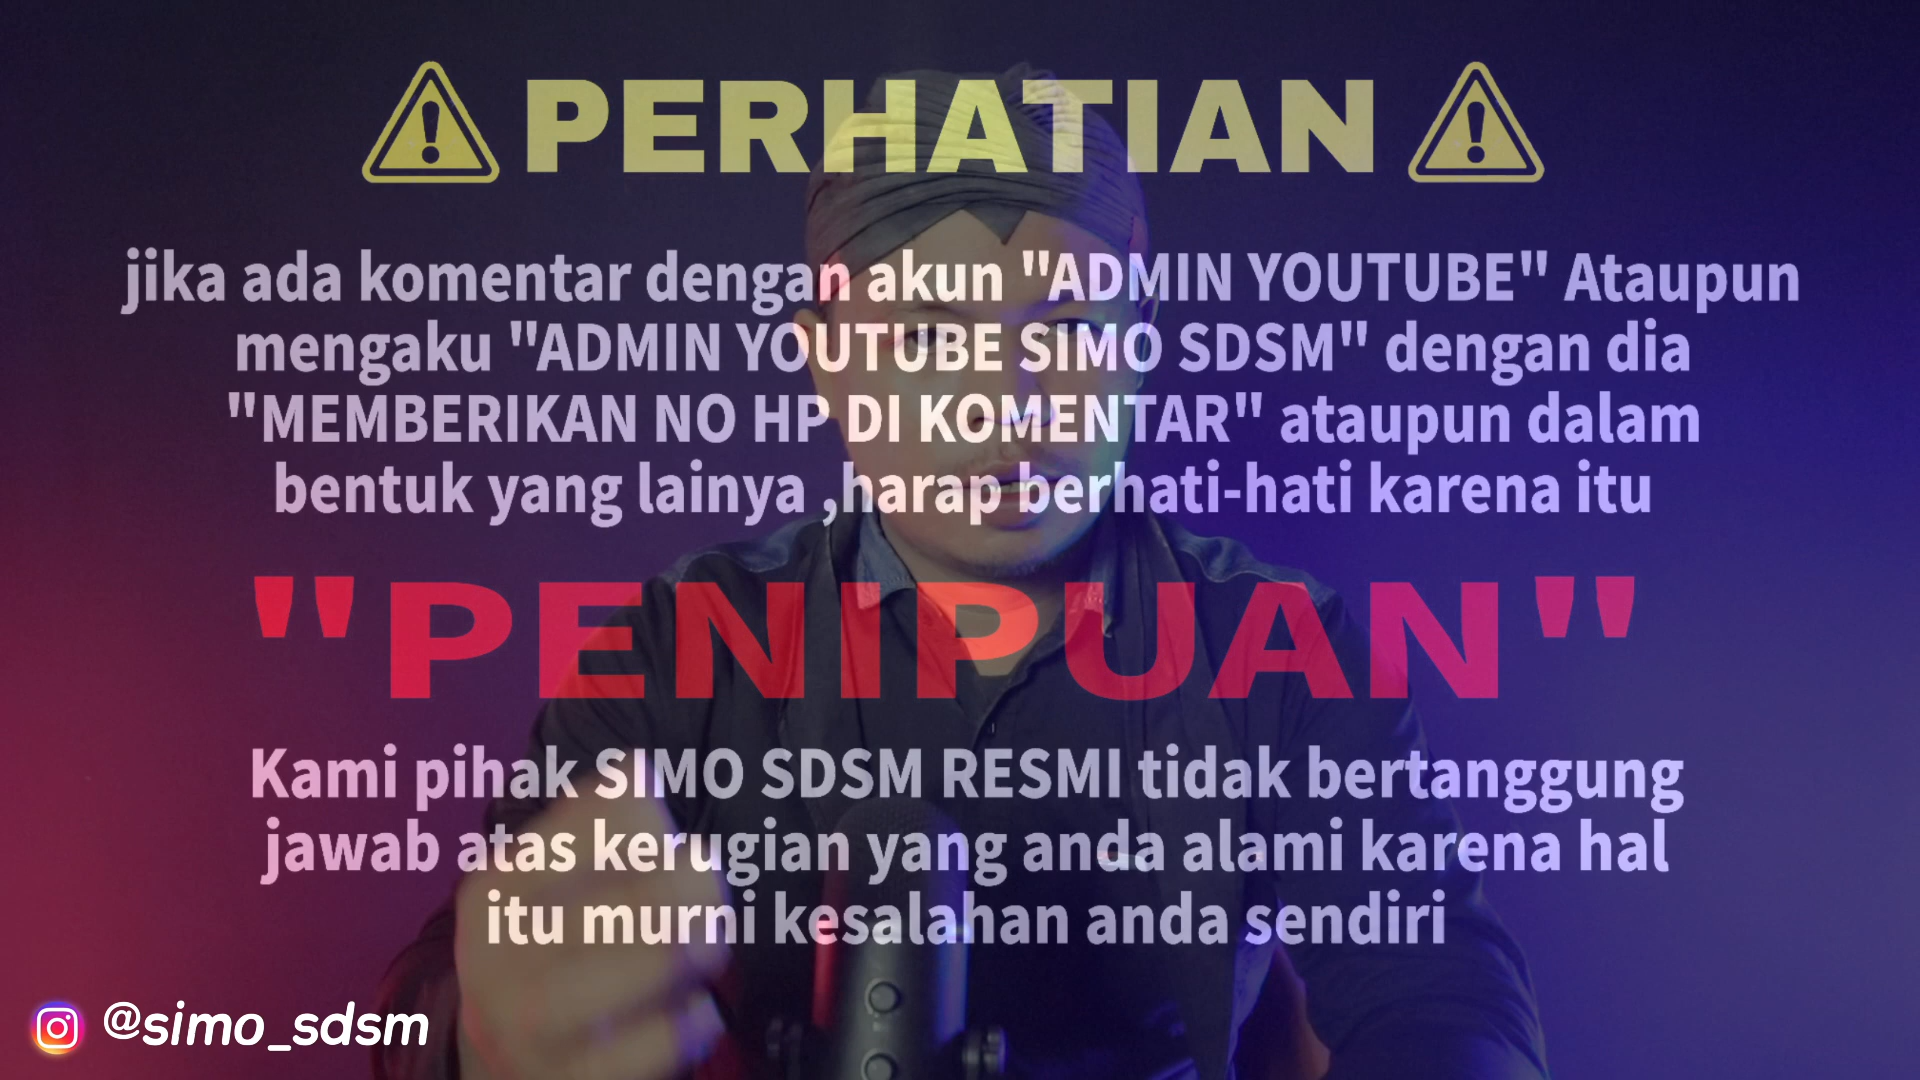 PERHATIAN
jika ada komentar dengan akun "ADMIN YOUTUBE" Ataupun
mengaku "ADMIN YOUTUBE SIMO SDSM" dengan dia
"MEMBERIKAN NO HP DI KOMENTAR" ataupun dalam
bentuk yang lainya ,harap berhati-hati karena itu
"PENIPUAN"
Kami pihak SIMO SDSM RESMI tidak bertanggung
jawab atas kerugian yang anda alami karena hal
itu murni kesalahan anda sendiri
@simo_sdsm